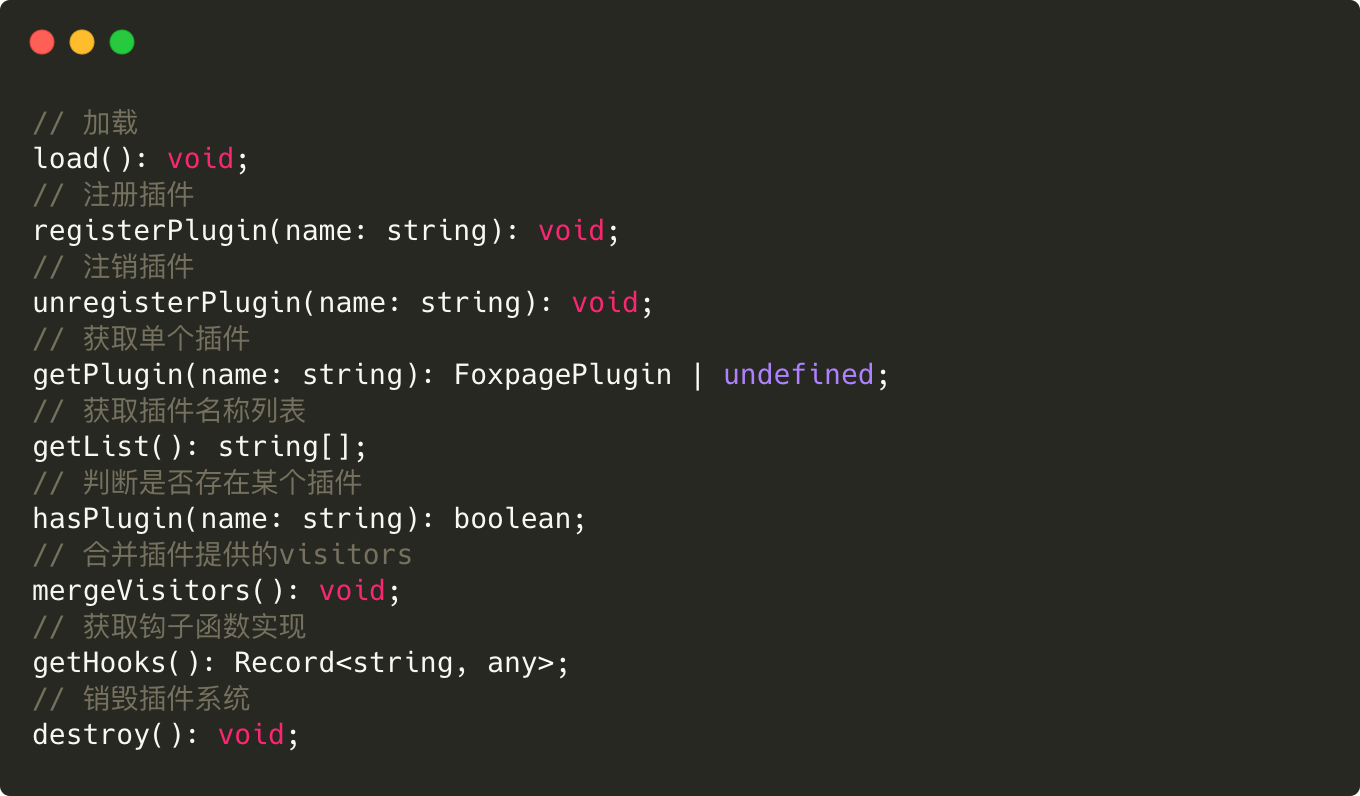 // 加载
load(): void;
// 注册插件
registerPlugin(name: string): void;
// 注销插件
unregisterPlugin(name: string): void;
// 获取单个插件
getPlugin(name: string): FoxpagePlugin | undefined;
// 获取插件名称列表
getList(): string[];
// 判断是否存在某个插件
hasPlugin(name: string): boolean;
// 合并插件提供的visitors
mergeVisitors(): void;
// 获取钩子函数实现
getHooks(): Record<string, any>;
// 销毁插件系统
destroy(): void;